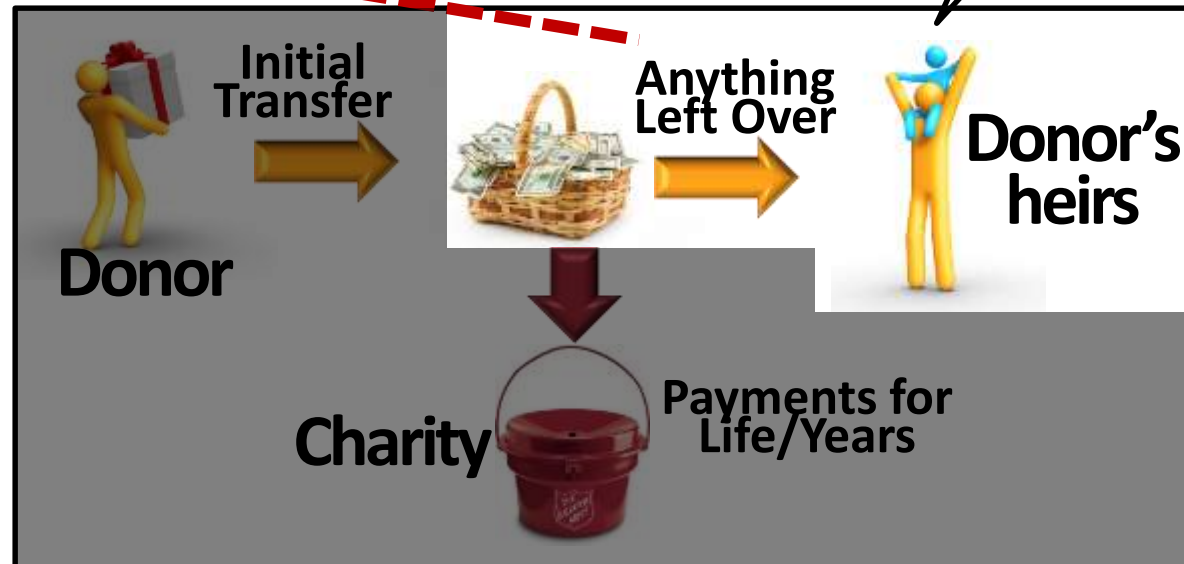 Initial
Transfer
Anything
Left Over
Donor's
heirs
Donor
Charity
Payments for
Life/Years